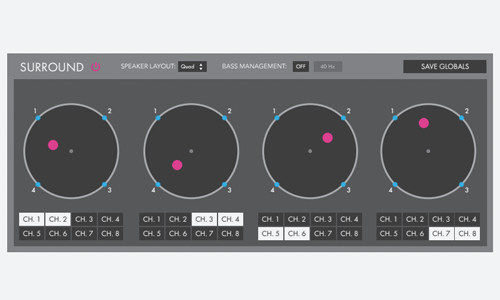 SURROUND SPEAKER LAYOUT: Quad BASS MANAGEMENT: OFF 40 Hz SAVE GLOBALS
1 2 1 2 1 2 1 2
4 3 4 3 4 3 4 3
CH. 1 CH. 2 CH. 3 CH. 4 CH. 1 CH. 2 CH. 3 CH. 4 CH. 1 CH. 2 CH. 3 CH. 4 CH. 1 CH. 2 CH. 3 CH. 4
CH. 5 CH. 6 CH. 7 CH. 8 CH. 5 CH. 6 CH. 7 CH. 8 CH. 5 CH. 6 CH. 7 CH. 8 CH. 5 CH. 6 CH. 7 CH. 8